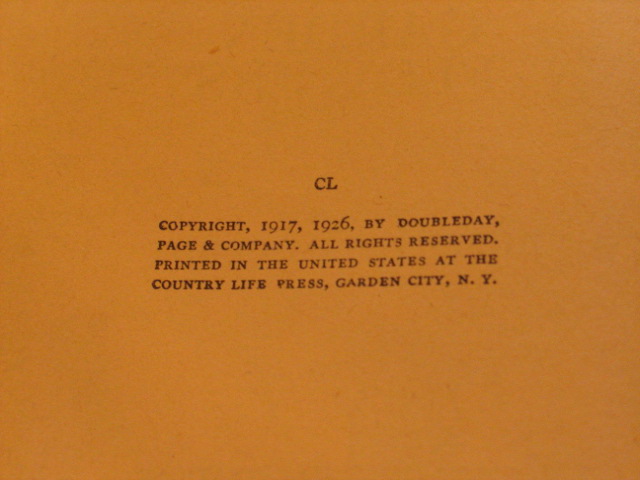 CL
COPYRIGHT, 1917, 1926, BY DOUBLEDAY,
PAGE & COMPANY. ALL RIGHTS RESERVED.
PRINTED IN THE UNITED STATES AT THE
COUNTRY LIFE PRESS, GARDEN CITY, N. Y.